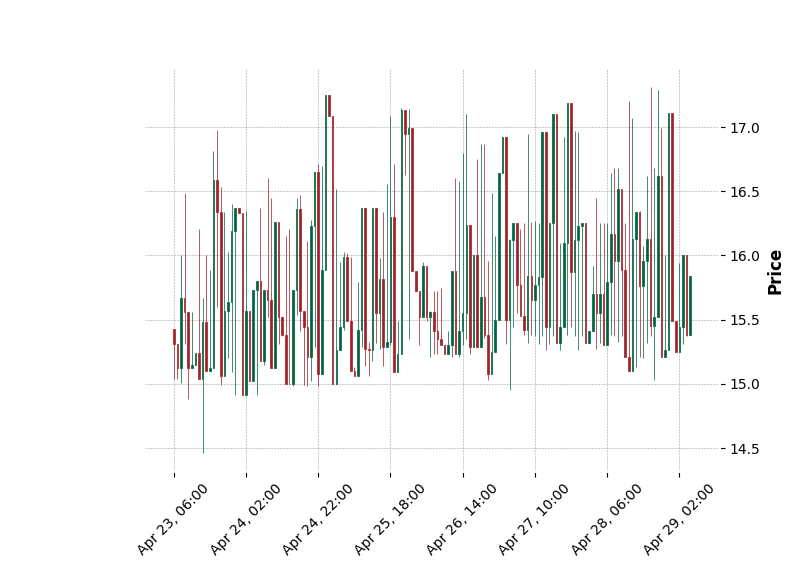 17.0
16.5
16.0
15.5
15.0
14.5
Price
Apr 23, 06:00
Apr 24, 02:00
Apr 24, 22:00
Apr 25, 18:00
Apr 26, 14:00
Apr 27, 10:00
Apr 28, 06:00
Apr 29, 02:00